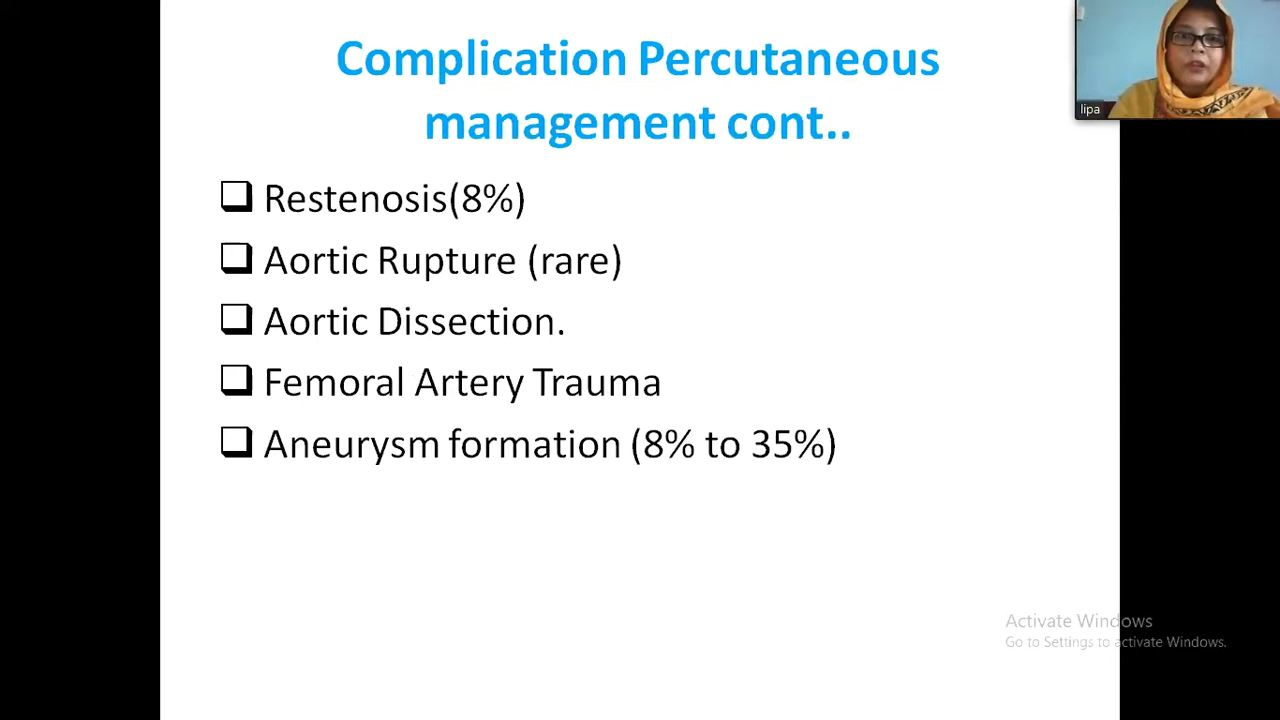 Complication Percutaneous
management cont..
lipa
Restenosis(8%)
Aortic Rupture (rare)
Aortic Dissection.
Femoral Artery Trauma
Aneurysm formation (8% to 35%)
Activate Windows
Go to Settings to activate Windows.